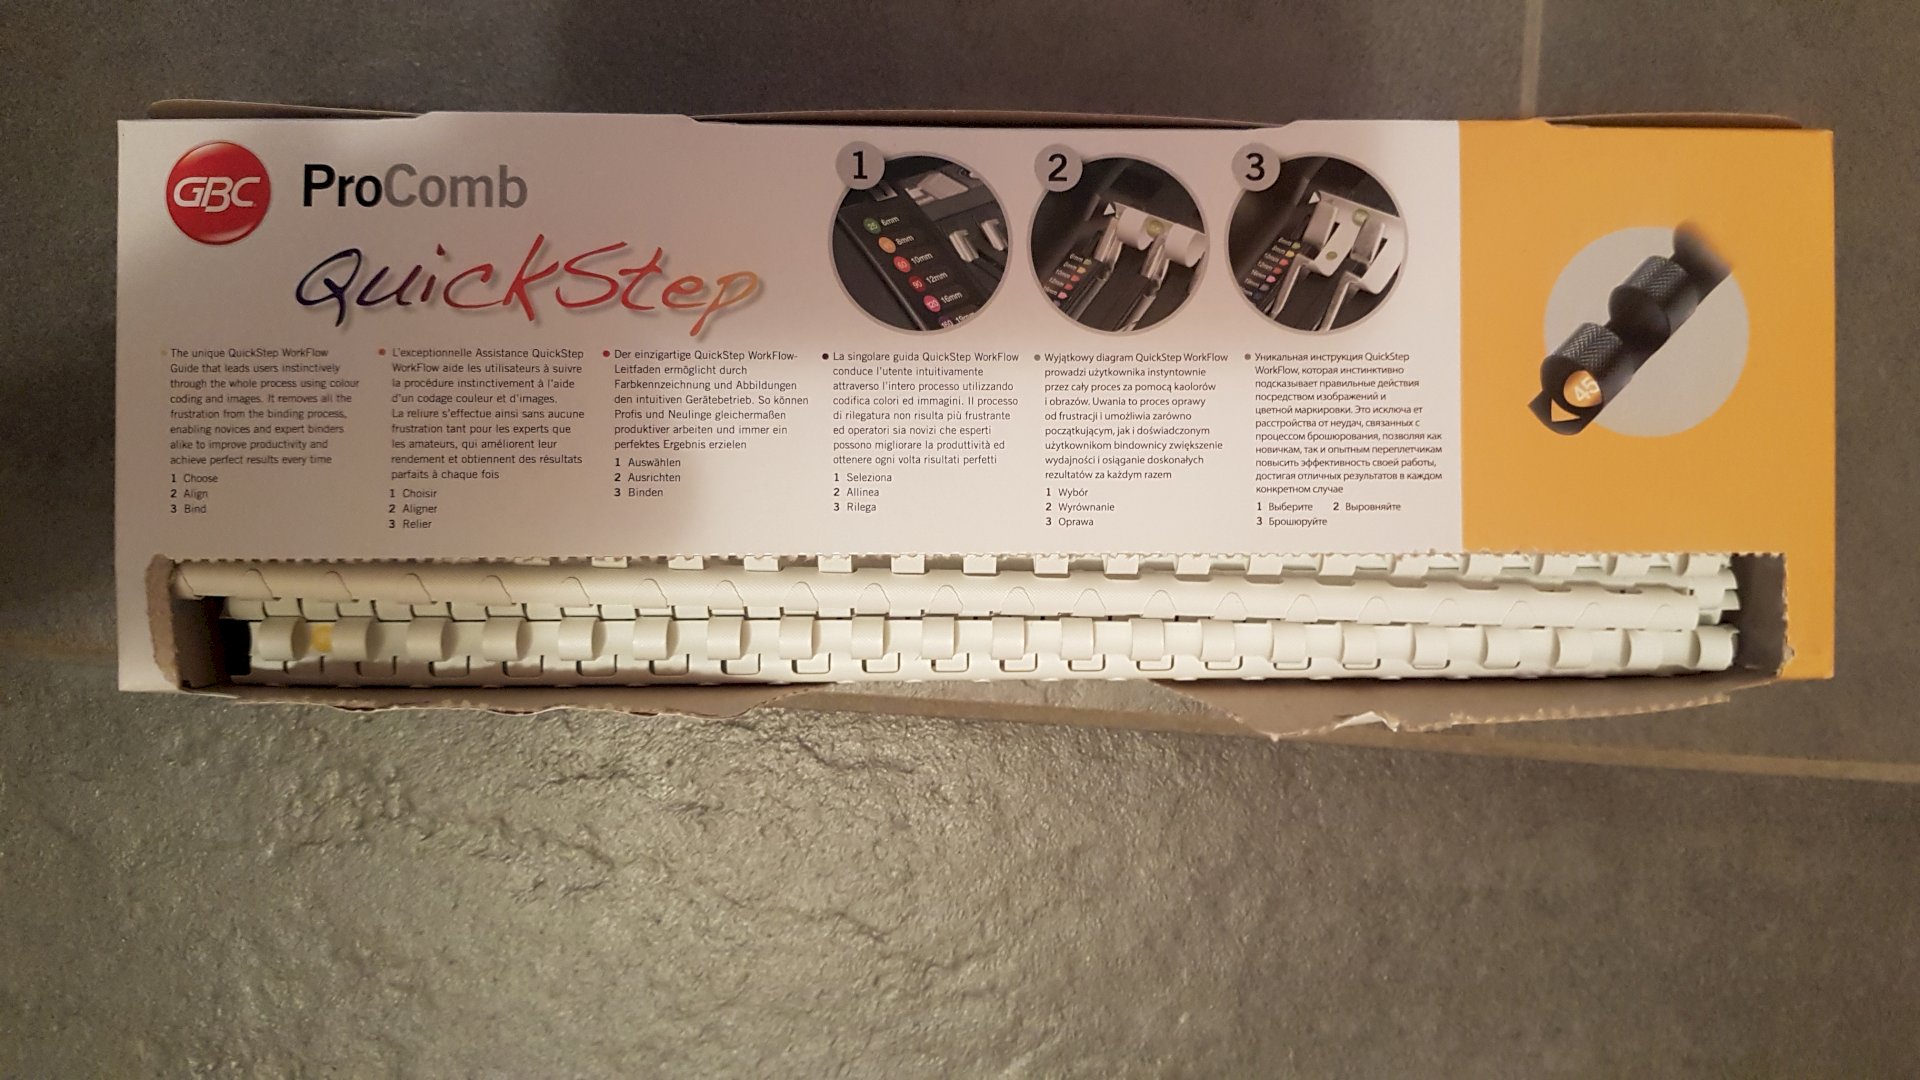 GBC
ProComb
QuickStep
1
2
3
25 6mm
8mm
60 10mm
90 12mm
120 16mm
45
The unique QuickStep WorkFlow
Guide that leads users instinctively
through the whole process using colour
coding and images. It removes all the
frustration from the binding process,
enabling novices and expert binders
alike to improve productivity and
achieve perfect results every time
1 Choose
2 Align
3 Bind
L'exceptionnelle Assistance QuickStep
WorkFlow aide les utilisateurs à suivre
la procédure instinctivement à l'aide
d'un codage couleur et d'images.
La reliure s'effectue ainsi sans aucune
frustration tant pour les experts que
les amateurs, qui améliorent leur
rendement et obtiennent des résultats
parfaits à chaque fois
1 Choisir
2 Aligner
3 Relier
Der einzigartige QuickStep WorkFlow-
Leitfaden ermöglicht durch
Farbkennzeichnung und Abbildungen
den intuitiven Gerätebetrieb. So können
Profis und Neulinge gleichermaßen
produktiver arbeiten und immer ein
perfektes Ergebnis erzielen
1 Auswählen
2 Ausrichten
3 Binden
La singolare guida QuickStep WorkFlow
conduce l'utente intuitivamente
attraverso l'intero processo utilizzando
codifica colori ed immagini. Il processo
di rilegatura non risulta più frustrante
ed operatori sia novizi che esperti
possono migliorare la produttività ed
ottenere ogni volta risultati perfetti
1 Seleziona
2 Allinea
3 Rilega
Wyjątkowy diagram QuickStep WorkFlow
prowadzi użytkownika instyntownie
przez cały proces za pomocą kaolorów
i obrazów. Uwania to proces oprawy
od frustracji i umożliwia zarówno
początkującym, jak i doświadczonym
użytkownikom bindownicy zwiększenie
wydajności i osiąganie doskonałych
rezultatów za każdym razem
1 Wybór
2 Wyrównanie
3 Oprawa
Уникальная инструкция QuickStep
WorkFlow, которая инстинктивно
подсказывает правильные действия
посредством изображений и
цветной маркировки. Это исключа ет
расстройства от неудач, связанных с
процессом брошюрования, позволяя как
новичкам, так и опытным переплетчикам
повысить эффективность своей работы,
достигая отличных результатов в каждом
конкретном случае
1 Выберите 2 Выровняйте
3 Брошюруйте